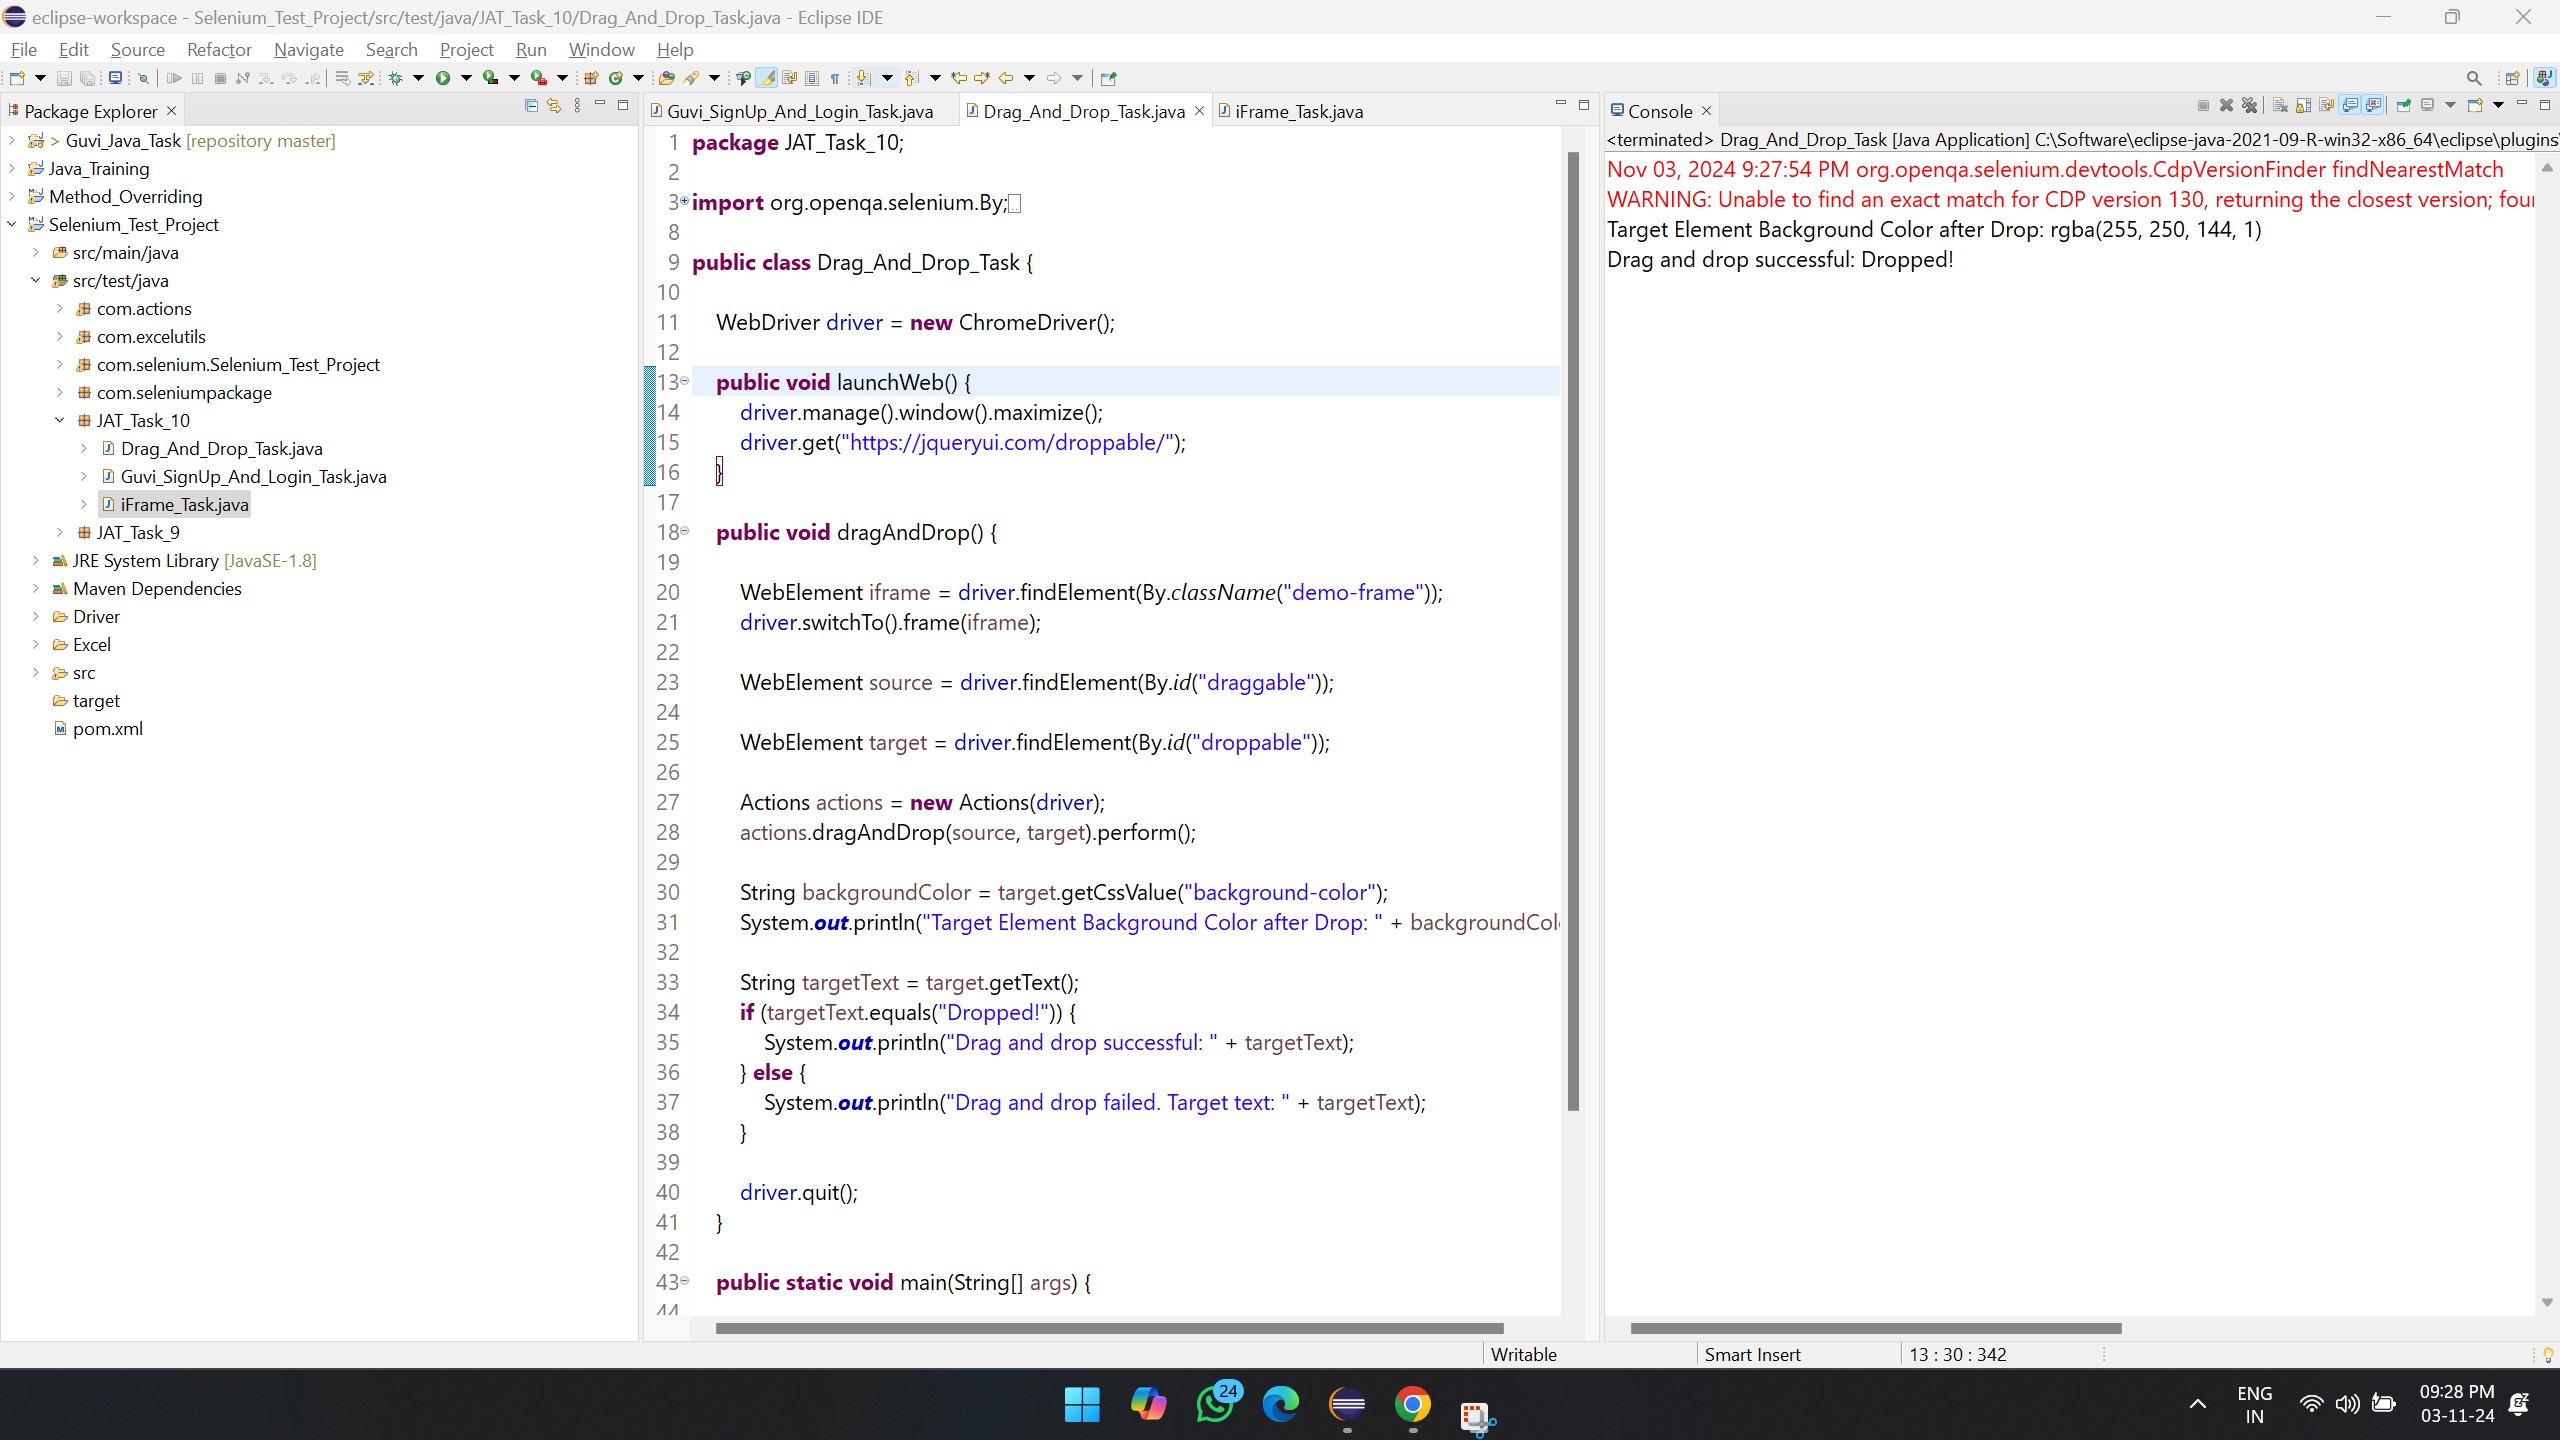 eclipse-workspace - Selenium_Test_Project/src/test/java/JAT_Task_10/Drag_And_Drop_Task.java - Eclipse IDE
File Edit Source Refactor Navigate Search Project Run Window Help
Package Explorer
> Guvi_Java_Task [repository master]
Java_Training
Method_Overriding
Selenium_Test_Project
src/main/java
src/test/java
com.actions
com.excelutils
com.selenium.Selenium_Test_Project
com.seleniumpackage
JAT_Task_10
Drag_And_Drop_Task.java
Guvi_SignUp_And_Login_Task.java
iFrame_Task.java
JAT_Task_9
JRE System Library [JavaSE-1.8]
Maven Dependencies
Driver
Excel
src
target
pom.xml
Guvi_SignUp_And_Login_Task.java Drag_And_Drop_Task.java iFrame_Task.java
1 package JAT_Task_10;
2
3 import org.openqa.selenium.By;
8
9 public class Drag_And_Drop_Task {
10
11 WebDriver driver = new ChromeDriver();
12
13 public void launchWeb() {
14 driver.manage().window().maximize();
15 driver.get("https://jqueryui.com/droppable/");
16 }
17
18 public void dragAndDrop() {
19
20 WebElement iframe = driver.findElement(By.className("demo-frame"));
21 driver.switchTo().frame(iframe);
22
23 WebElement source = driver.findElement(By.id("draggable"));
24
25 WebElement target = driver.findElement(By.id("droppable"));
26
27 Actions actions = new Actions(driver);
28 actions.dragAndDrop(source, target).perform();
29
30 String backgroundColor = target.getCssValue("background-color");
31 System.out.println("Target Element Background Color after Drop: " + backgroundCol
32
33 String targetText = target.getText();
34 if (targetText.equals("Dropped!")) {
35 System.out.println("Drag and drop successful: " + targetText);
36 } else {
37 System.out.println("Drag and drop failed. Target text: " + targetText);
38 }
39
40 driver.quit();
41 }
42
43 public static void main(String[] args) {
44
Console
<terminated> Drag_And_Drop_Task [Java Application] C:\Software\eclipse-java-2021-09-R-win32-x86_64\eclipse\plugins\
Nov 03, 2024 9:27:54 PM org.openqa.selenium.devtools.CdpVersionFinder findNearestMatch
WARNING: Unable to find an exact match for CDP version 130, returning the closest version; four
Target Element Background Color after Drop: rgba(255, 250, 144, 1)
Drag and drop successful: Dropped!
Writable Smart Insert 13 : 30 : 342
24
ENG
IN
09:28 PM
03-11-24